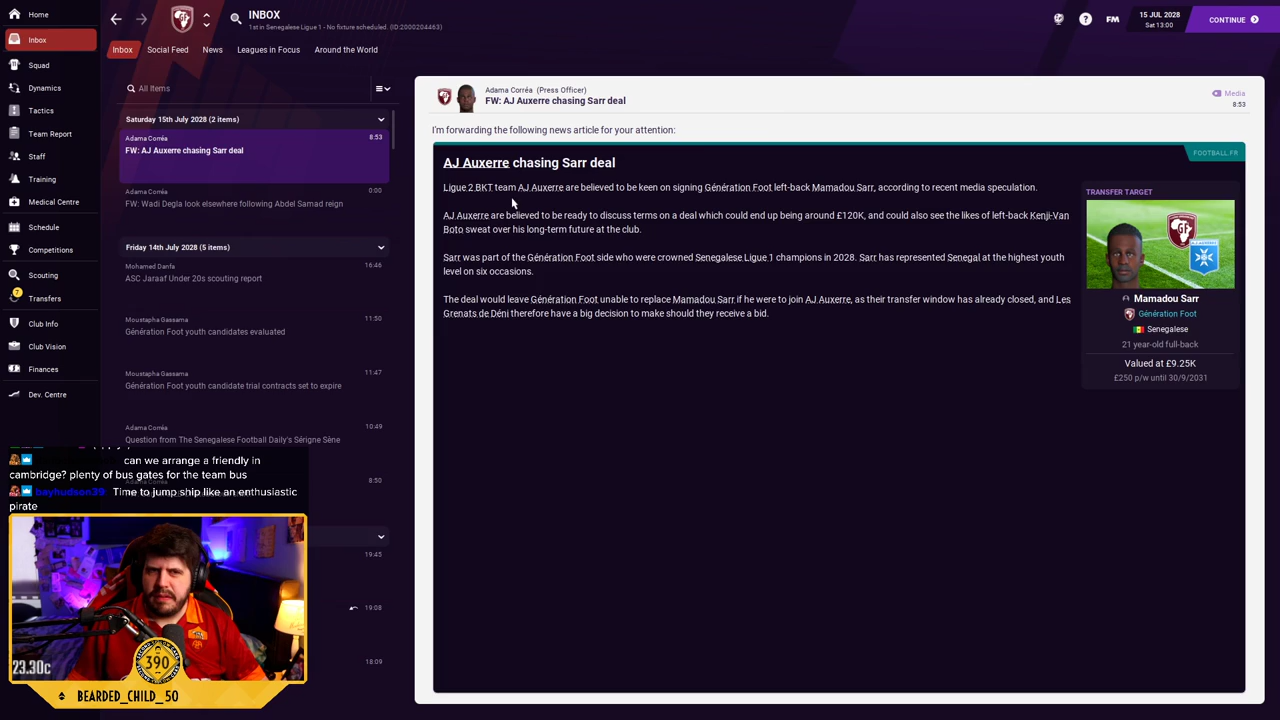 Home
Inbox
Squad
Dynamics
Tactics
Team Report
Staff
Training
Medical Centre
Schedule
Competitions
Scouting
7
Transfers
Club Info
Club Vision
Finances
Dev. Centre
INBOX
1st in Senegalese Ligue 1 - No fixture scheduled. (ID:2000204463)
FM
15 JUL 2028
Sat 13:00
CONTINUE
Inbox
Social Feed
News
Leagues in Focus
Around the World
All Items
Saturday 15th July 2028 (2 items)
Adama Corréa
8:53
FW: AJ Auxerre chasing Sarr deal
Adama Corréa
0:00
FW: Wadi Degla look elsewhere following Abdel Samad reign
Friday 14th July 2028 (5 items)
Mohamed Danfa
16:46
ASC Jaraaf Under 20s scouting report
Moustapha Gassama
11:50
Génération Foot youth candidates evaluated
Moustapha Gassama
11:47
Génération Foot youth candidate trial contracts set to expire
Adama Corréa
10:49
Question from The Senegalese Football Daily's Sérigne Sène
8:50
19:45
19:08
18:09
Adama Corréa (Press Officer)
FW: AJ Auxerre chasing Sarr deal
Media
8:53
I'm forwarding the following news article for your attention:
FOOTBALL.FR
AJ Auxerre chasing Sarr deal
Ligue 2 BKT team AJ Auxerre are believed to be keen on signing Génération Foot left-back Mamadou Sarr, according to recent media speculation.
AJ Auxerre are believed to be ready to discuss terms on a deal which could end up being around £120K, and could also see the likes of left-back Kenji-Van
Boto sweat over his long-term future at the club.
Sarr was part of the Génération Foot side who were crowned Senegalese Ligue 1 champions in 2028. Sarr has represented Senegal at the highest youth
level on six occasions.
The deal would leave Génération Foot unable to replace Mamadou Sarr if he were to join AJ Auxerre, as their transfer window has already closed, and Les
Grenats de Déni therefore have a big decision to make should they receive a bid.
TRANSFER TARGET
Mamadou Sarr
Génération Foot
Senegalese
21 year-old full-back
Valued at £9.25K
£250 p/w until 30/9/2031
can we arrange a friendly in
cambridge? plenty of bus gates for the team bus
bayhudson39: Time to jump ship like an enthusiastic
pirate
23.30c
390
BEARDED_CHILD_50